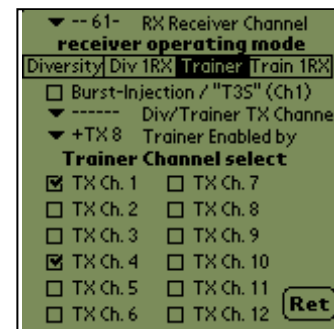 -- 61- RX Receiver Channel
receiver operating mode
Diversity Div 1RX Trainer Train 1RX
Burst-Injection / "T3S" (Ch1)
------ Div/Trainer TX Channe
+TX 8 Trainer Enabled by
Trainer Channel select
TX Ch. 1 TX Ch. 7
TX Ch. 2 TX Ch. 8
TX Ch. 3 TX Ch. 9
TX Ch. 4 TX Ch. 10
TX Ch. 5 TX Ch. 11
TX Ch. 6 TX Ch. 12 Ret